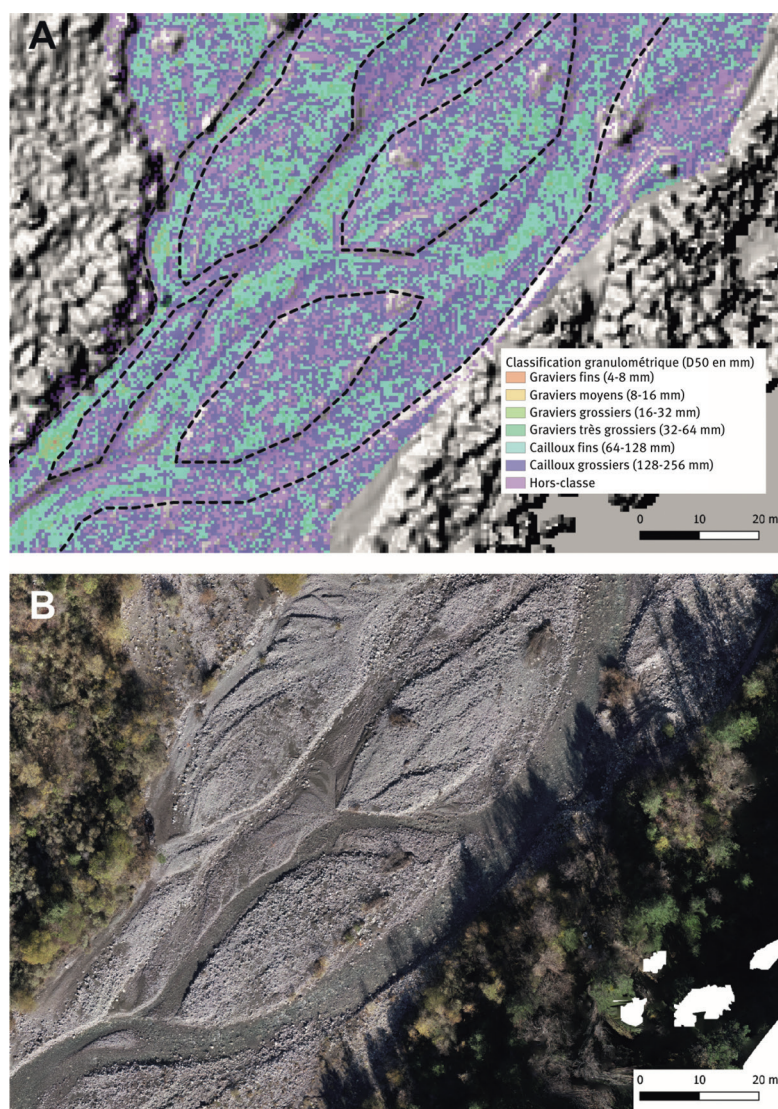 A
Classification granulométrique (D50 en mm)
Graviers fins (4-8 mm)
Graviers moyens (8-16 mm)
Graviers grossiers (16-32 mm)
Graviers très grossiers (32-64 mm)
Cailloux fins (64-128 mm)
Cailloux grossiers (128-256 mm)
Hors-classe
0 10 20 m
B
0 10 20 m